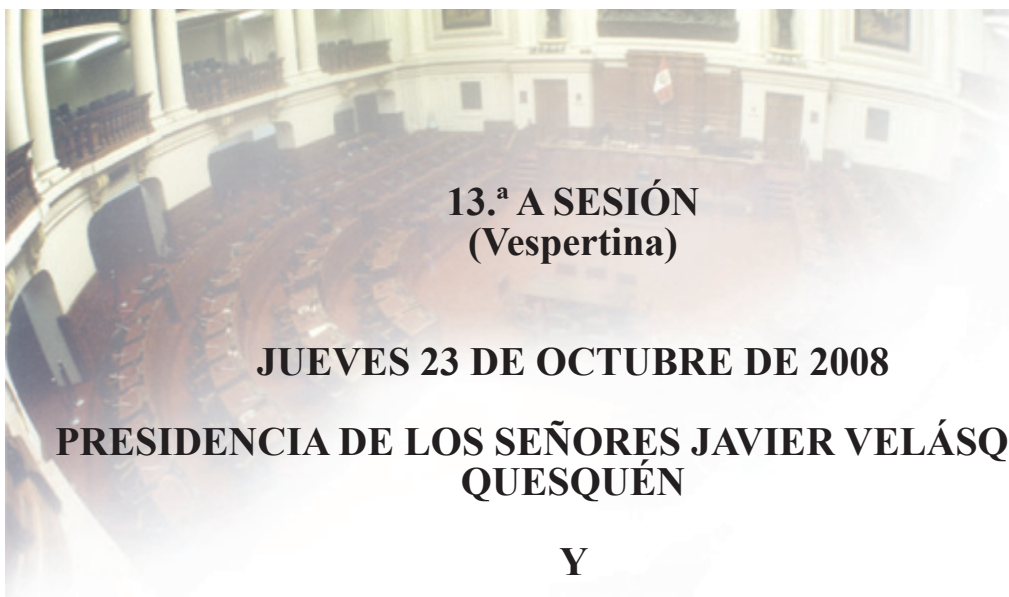 13.ª A SESIÓN
(Vespertina)
JUEVES 23 DE OCTUBRE DE 2008
PRESIDENCIA DE LOS SEÑORES JAVIER VELÁSQ
QUESQUÉN
Y